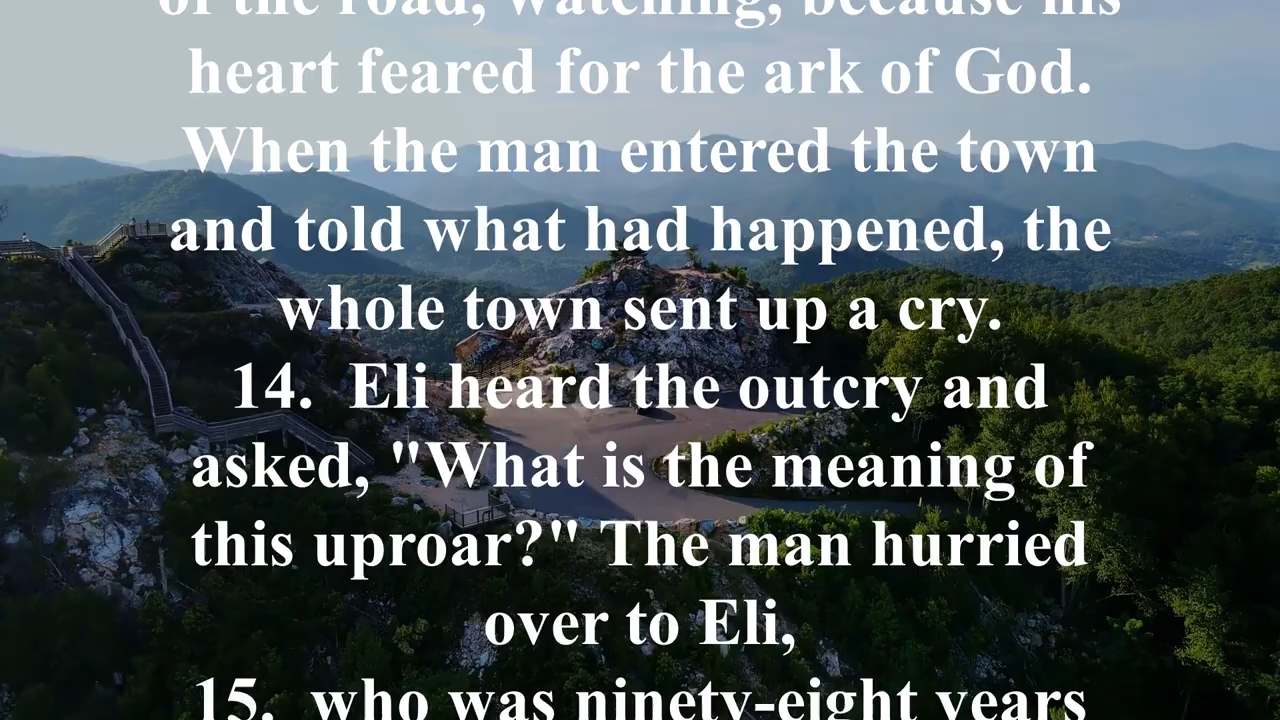 of the road, watching, because his
heart feared for the ark of God.
When the man entered the town
and told what had happened, the
whole town sent up a cry.
14. Eli heard the outcry and
asked, "What is the meaning of
this uproar?" The man hurried
over to Eli,
15. who was ninety-eight years